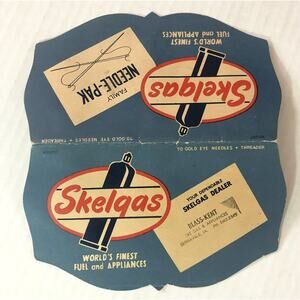 FAMILY
NEEDLE-PAK
Skelgas
WORLD'S FINEST
FUEL and APPLIANCES
10 GOLD EYE NEEDLES + THREADER
10 GOLD EYE NEEDLES + THREADER
Skelgas
WORLD'S FINEST
FUEL and APPLIANCES
YOUR DEPENDABLE
SKELGAS DEALER
BLASS-KENT